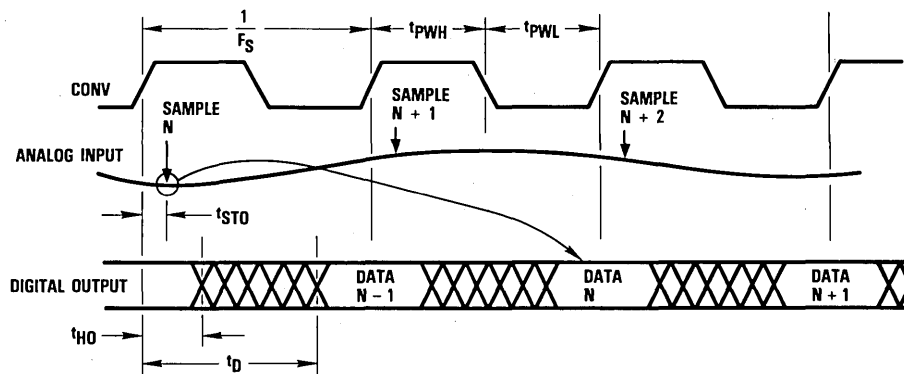 1
F_S
t_PWH
t_PWL
CONV
SAMPLE
N
SAMPLE
N + 1
SAMPLE
N + 2
ANALOG INPUT
t_STO
DIGITAL OUTPUT
DATA
N – 1
DATA
N
DATA
N + 1
t_HO
t_D